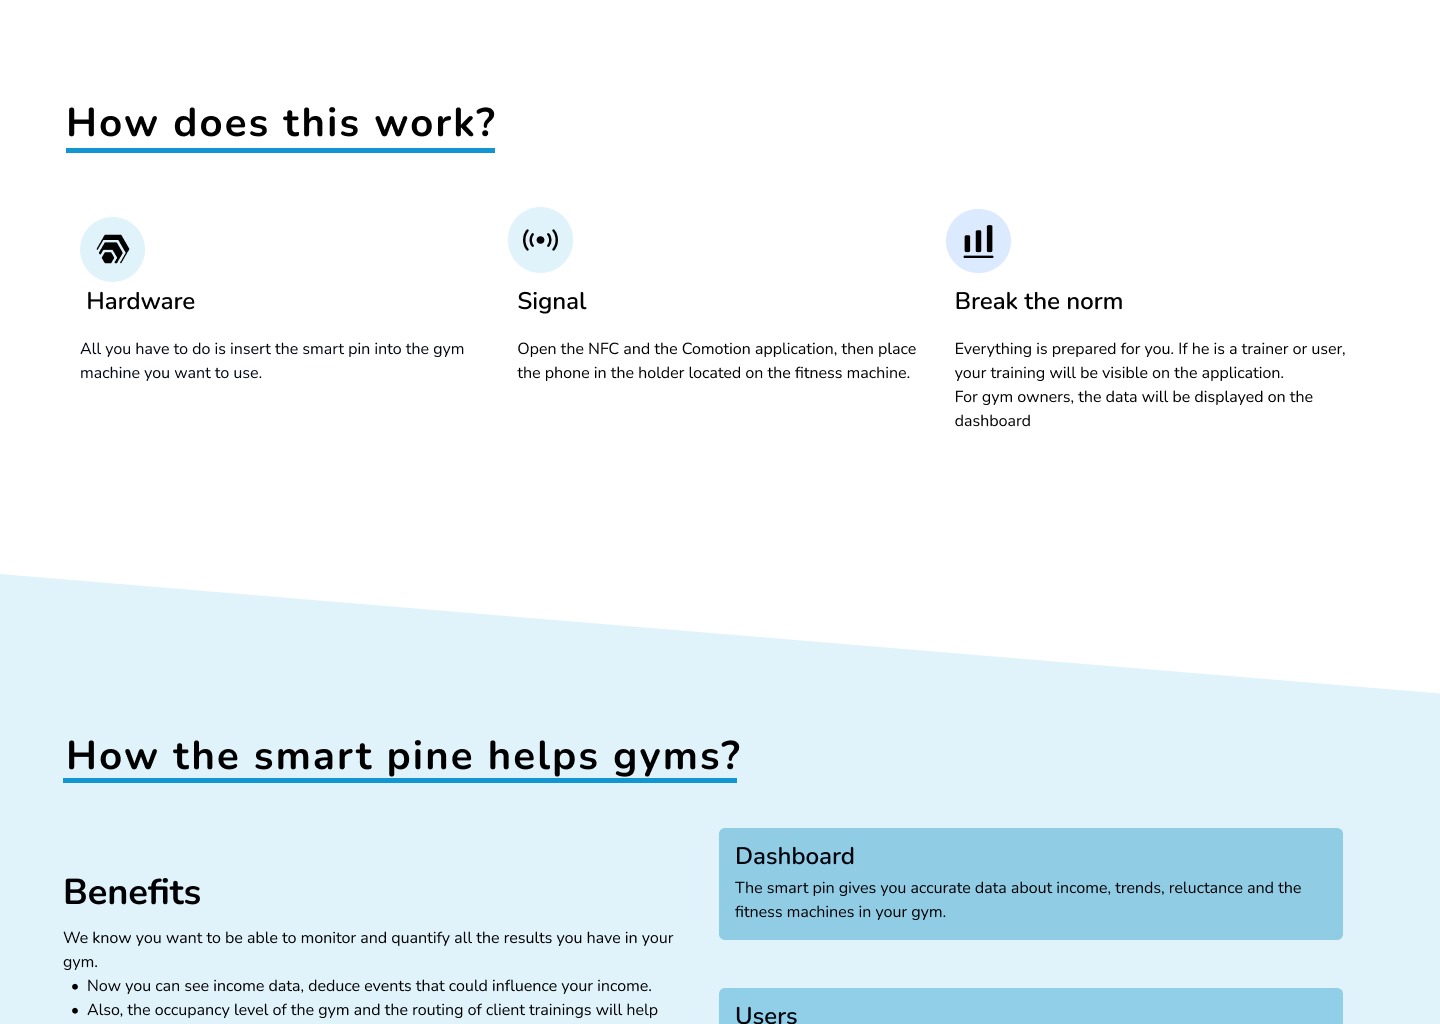 How does this work?
Hardware
All you have to do is insert the smart pin into the gym
machine you want to use.
Signal
Open the NFC and the Comotion application, then place
the phone in the holder located on the fitness machine.
Break the norm
Everything is prepared for you. If he is a trainer or user,
your training will be visible on the application.
For gym owners, the data will be displayed on the
dashboard
How the smart pine helps gyms?
Benefits
We know you want to be able to monitor and quantify all the results you have in your
gym.
• Now you can see income data, deduce events that could influence your income.
• Also, the occupancy level of the gym and the routing of client trainings will help
Dashboard
The smart pin gives you accurate data about income, trends, reluctance and the
fitness machines in your gym.
Users